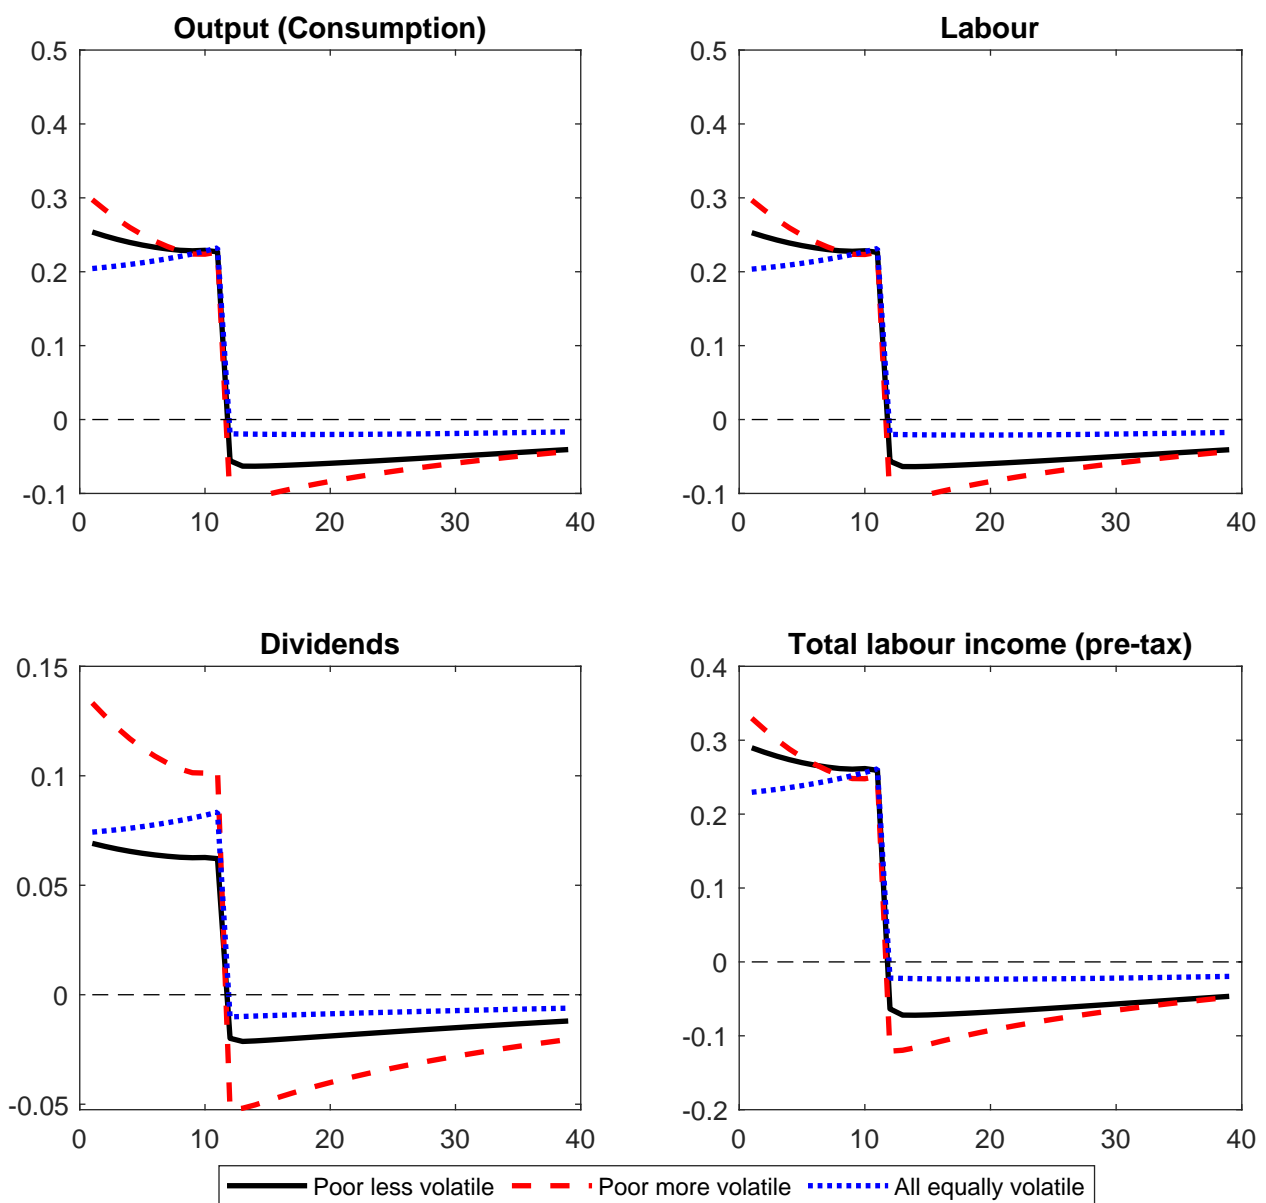 Output (Consumption)
0.5
0.4
0.3
0.2
0.1
0
-0.1
0 10 20 30 40
Labour
0.5
0.4
0.3
0.2
0.1
0
-0.1
0 10 20 30 40
Dividends
0.15
0.1
0.05
0
-0.05
0 10 20 30 40
Total labour income (pre-tax)
0.4
0.3
0.2
0.1
0
-0.1
-0.2
0 10 20 30 40
Poor less volatile Poor more volatile All equally volatile